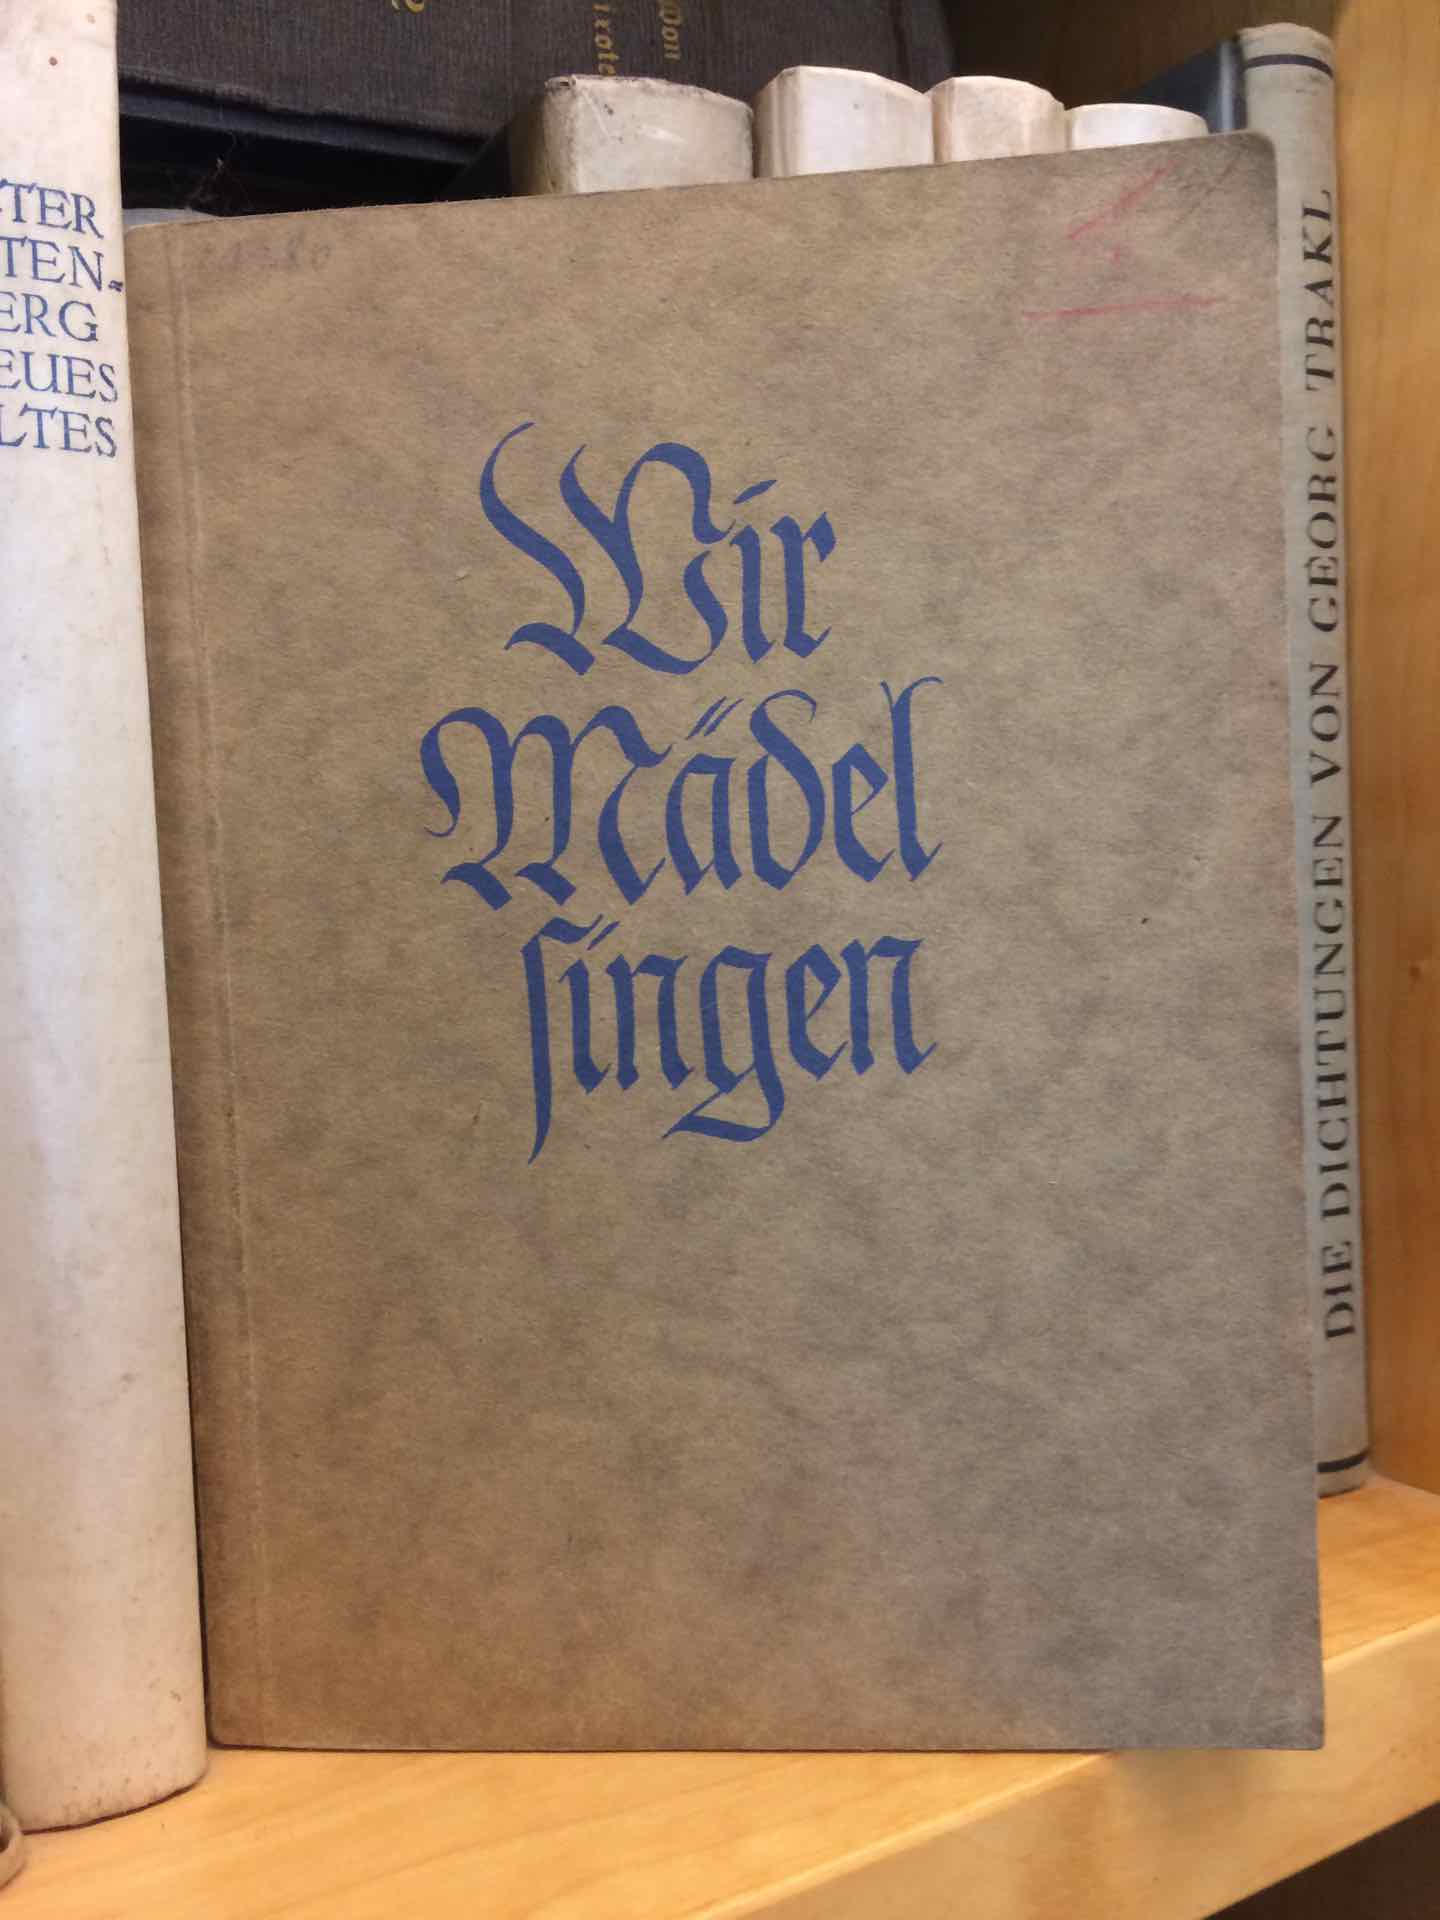 TER
TEN-
ERG
EUES
LTES
Wir
Mädel
ſingen
DIE DICHTUNGEN VON GEORG TRAKL